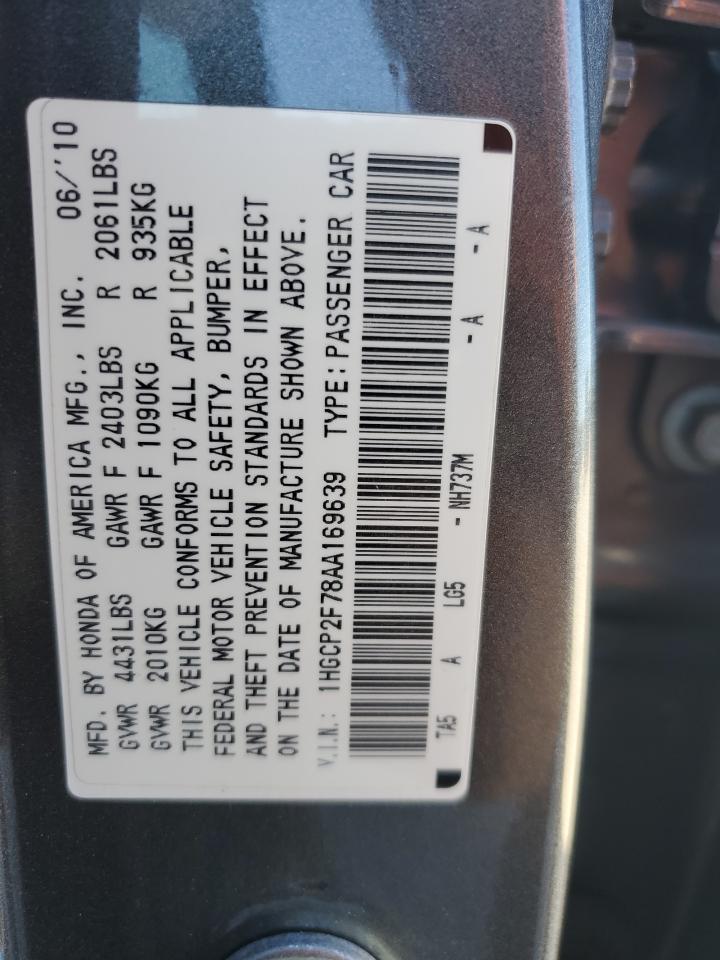 MFD. BY HONDA OF AMERICA MFG., INC. 06/'10
GVWR 4431LBS GAWR F 2403LBS R 2061LBS
GVWR 2010KG GAWR F 1090KG R 935KG
THIS VEHICLE CONFORMS TO ALL APPLICABLE
FEDERAL MOTOR VEHICLE SAFETY, BUMPER,
AND THEFT PREVENTION STANDARDS IN EFFECT
ON THE DATE OF MANUFACTURE SHOWN ABOVE.
V.I.N.: 1HGCP2F78AA169639 TYPE:PASSENGER CAR
TA5 A LG5 - NH737M - A - A